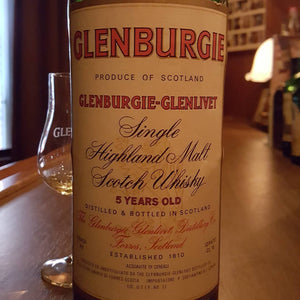 GLENBURGIE
PRODUCE OF SCOTLAND
GLENBURGIE-GLENLIVET
Single
Highland Malt
Scotch Whisky
5 YEARS OLD
DISTILLED & BOTTLED IN SCOTLAND
The Glenburgie Glenlivet Distillery
Forres, Scotland
ESTABLISHED 1810
GLE